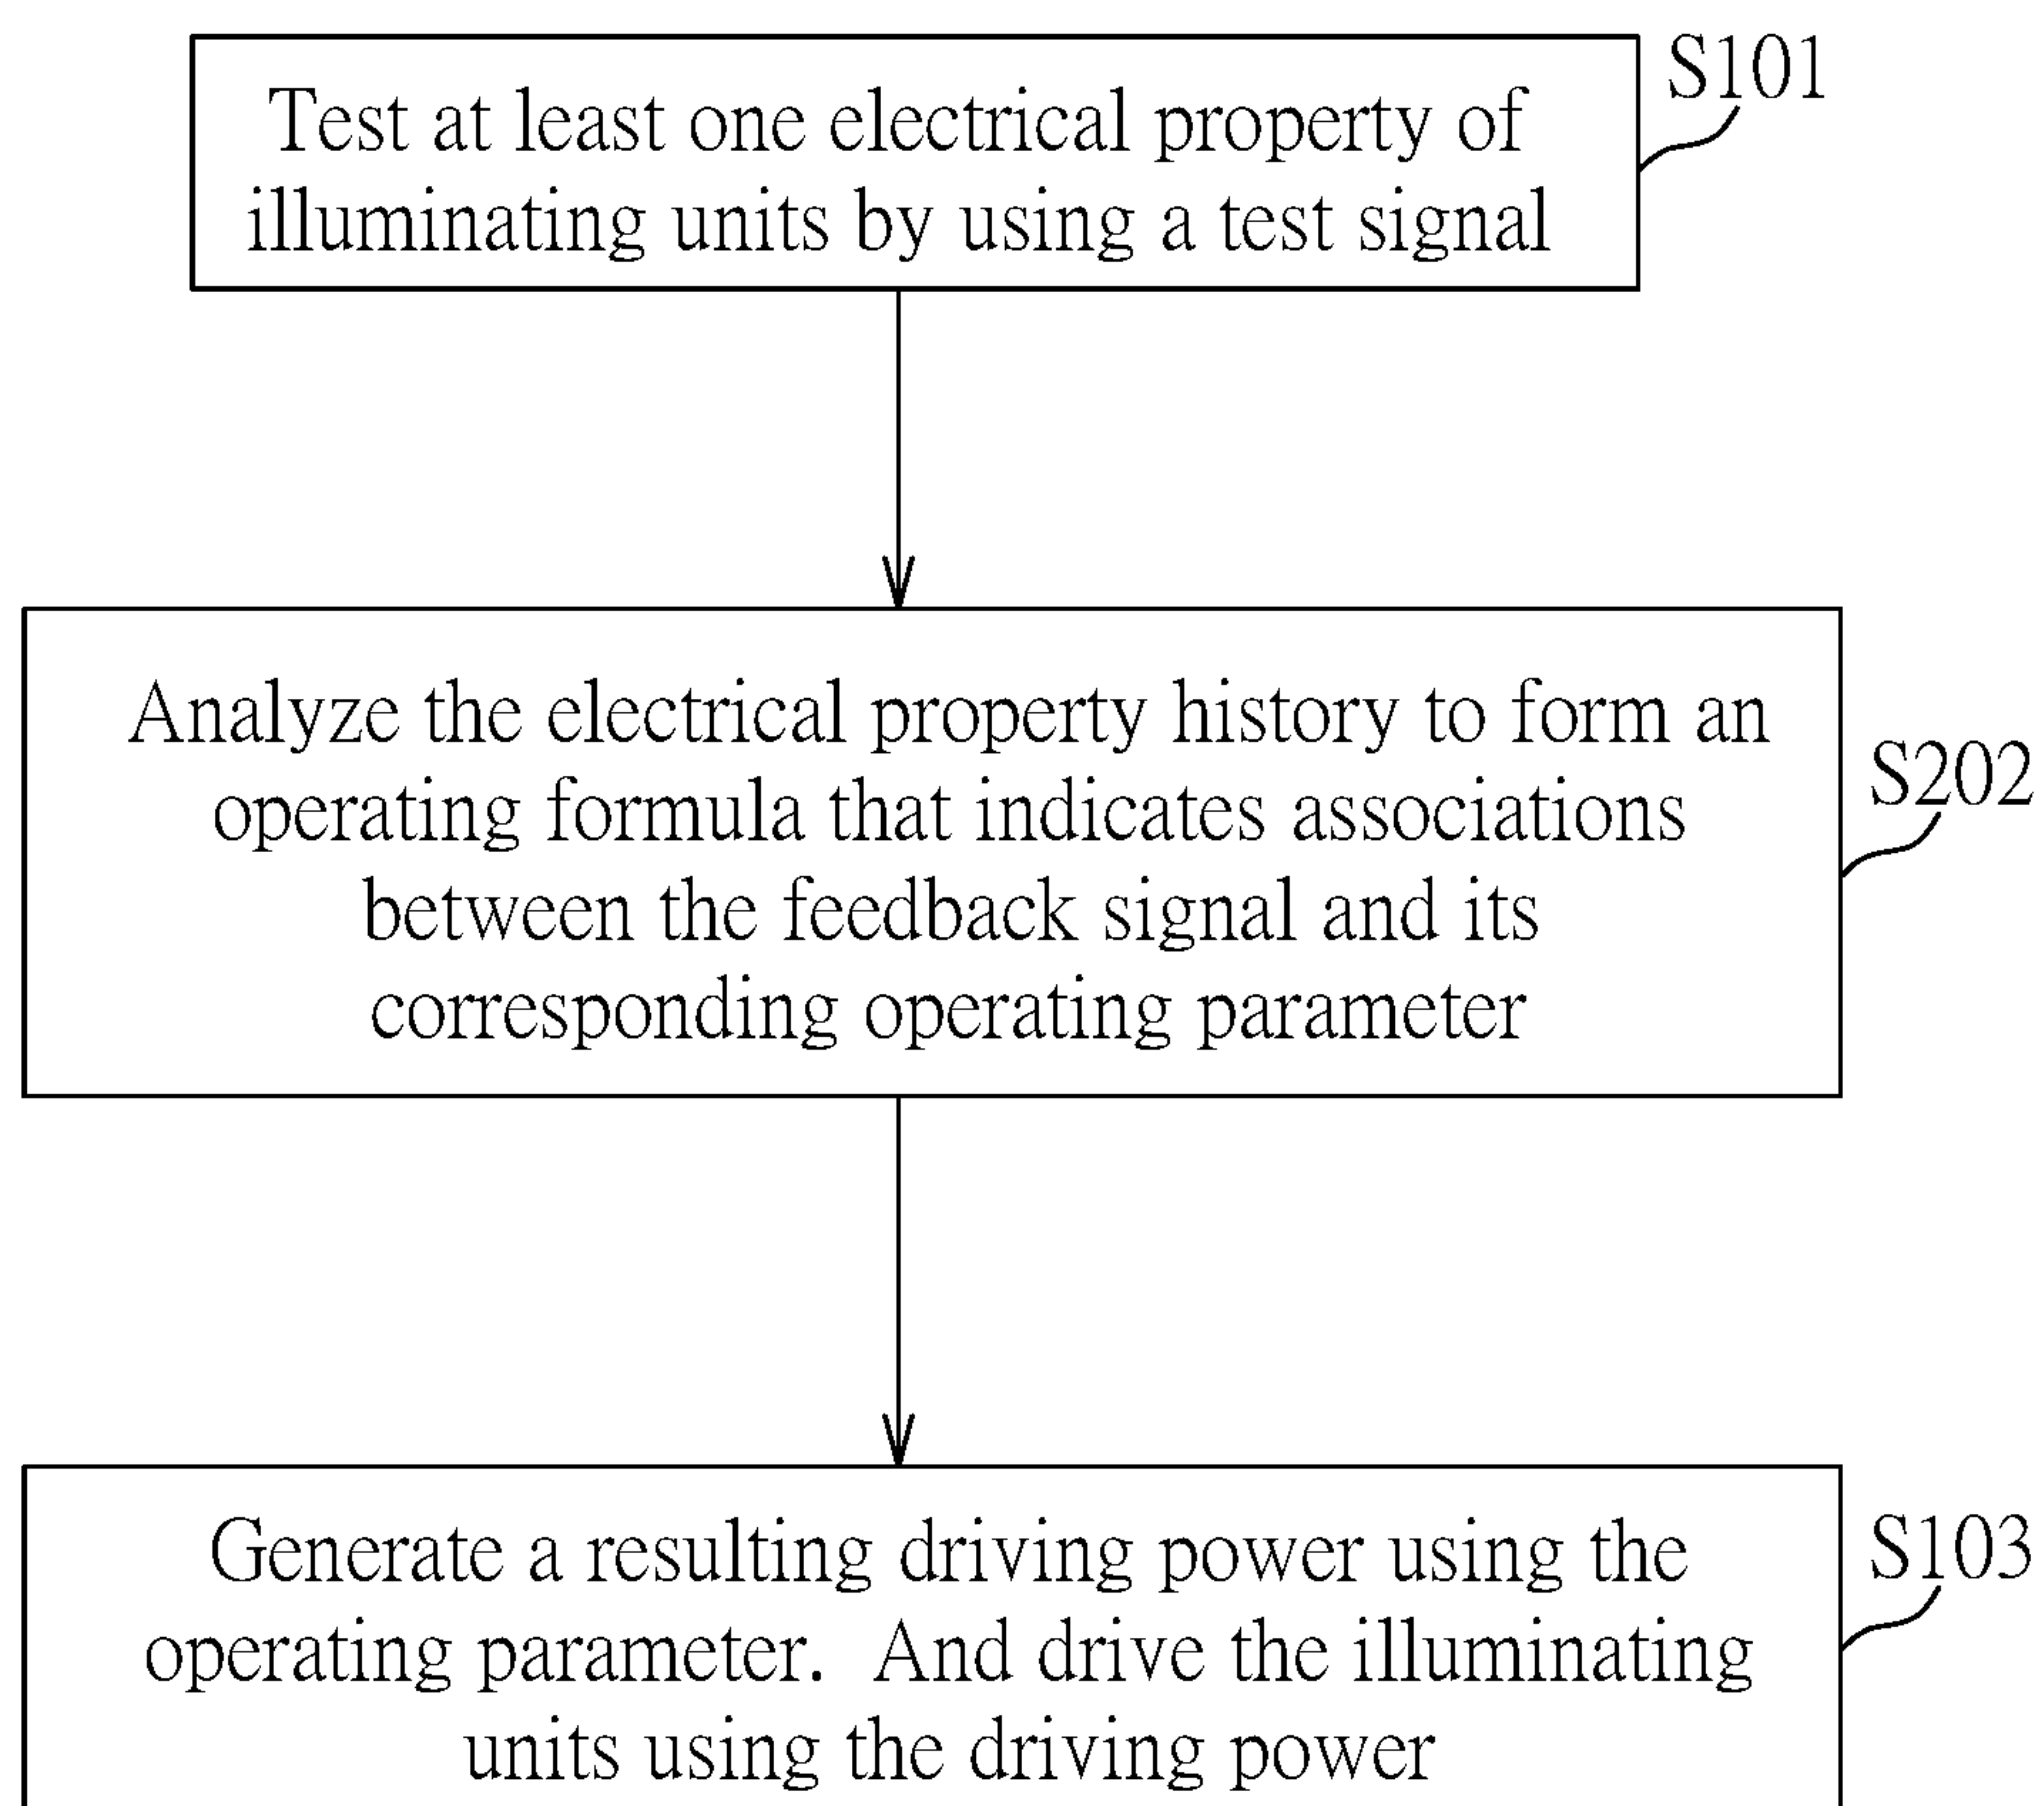 S101
Test at least one electrical property of
illuminating units by using a test signal
Analyze the electrical property history to form an
operating formula that indicates associations
between the feedback signal and its
corresponding operating parameter
S202
Generate a resulting driving power using the
operating parameter.  And drive the illuminating
units using the driving power
S103